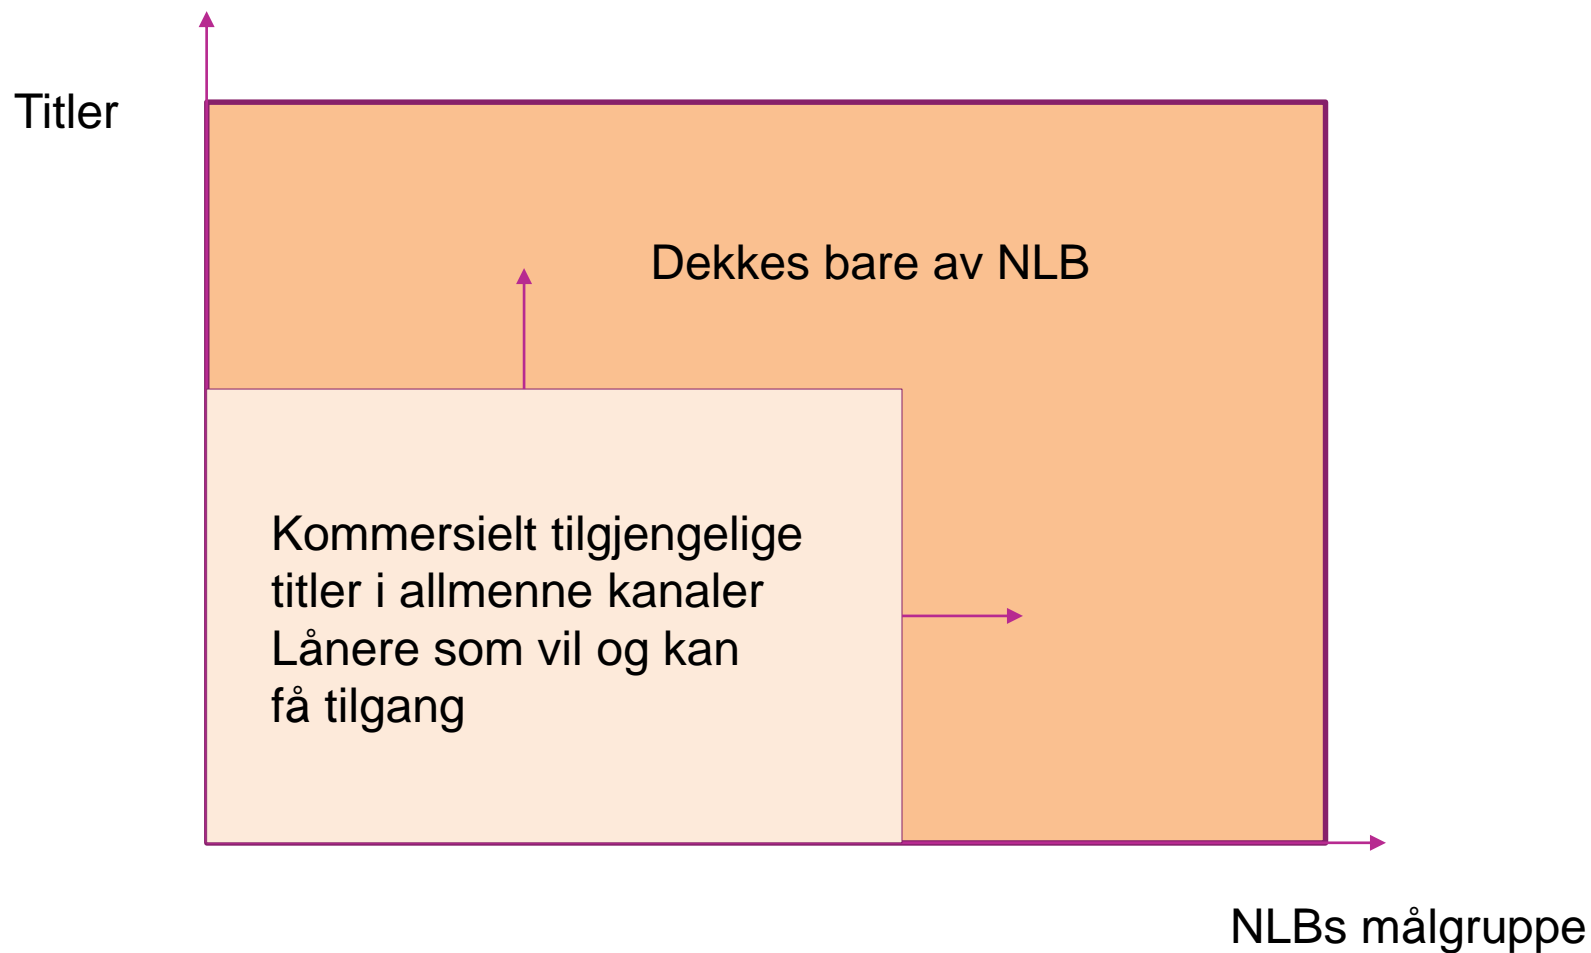 Titler
Dekkes bare av NLB
Kommersielt tilgjengelige
titler i allmenne kanaler
Lånere som vil og kan
få tilgang
NLBs målgruppe